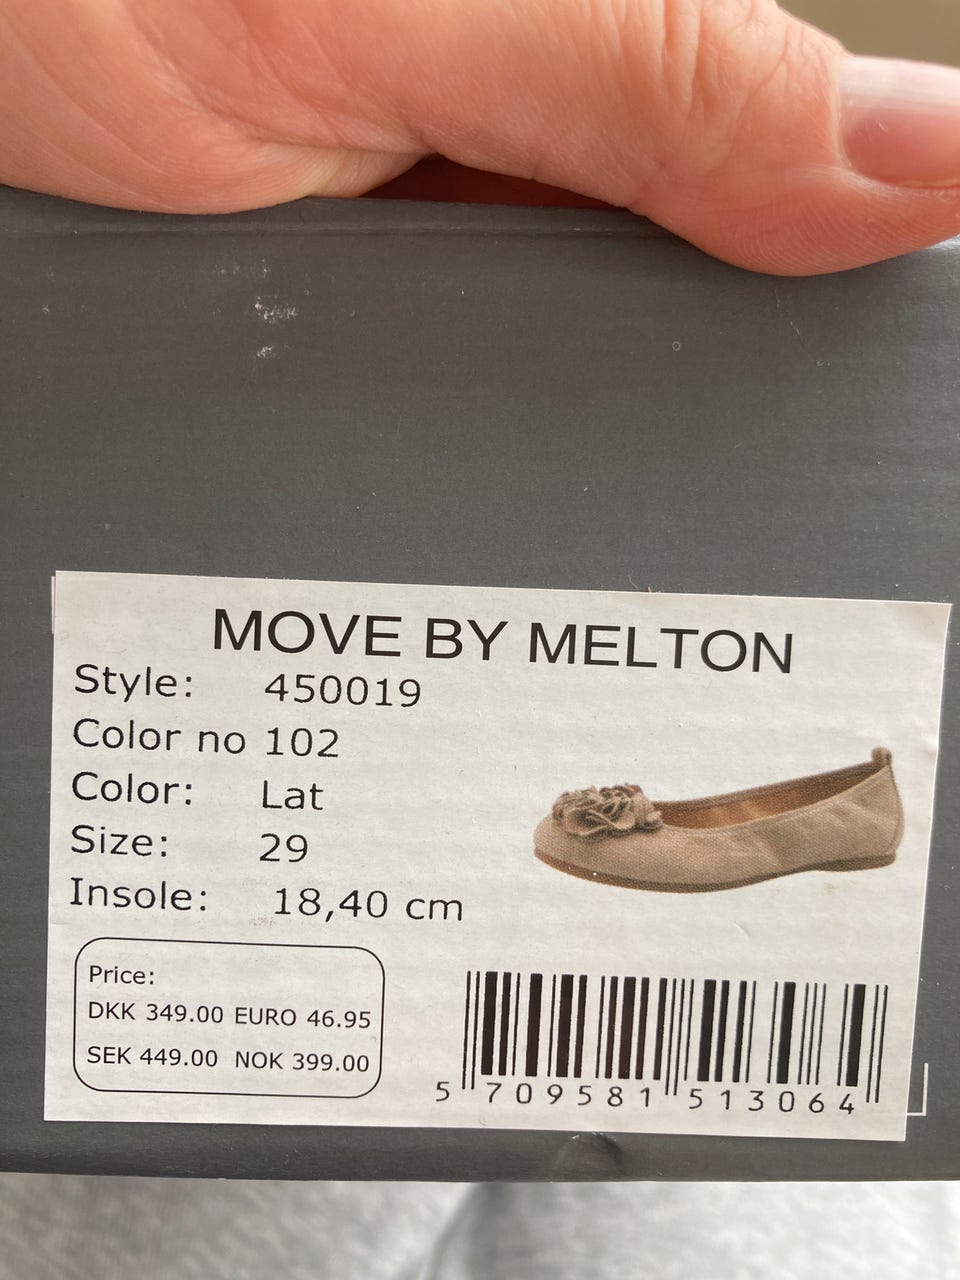 MOVE BY MELTON
Style: 450019
Color no 102
Color: Lat
Size: 29
Insole: 18,40 cm
Price:
DKK 349.00 EURO 46.95
SEK 449.00 NOK 399.00
5 709581 513064